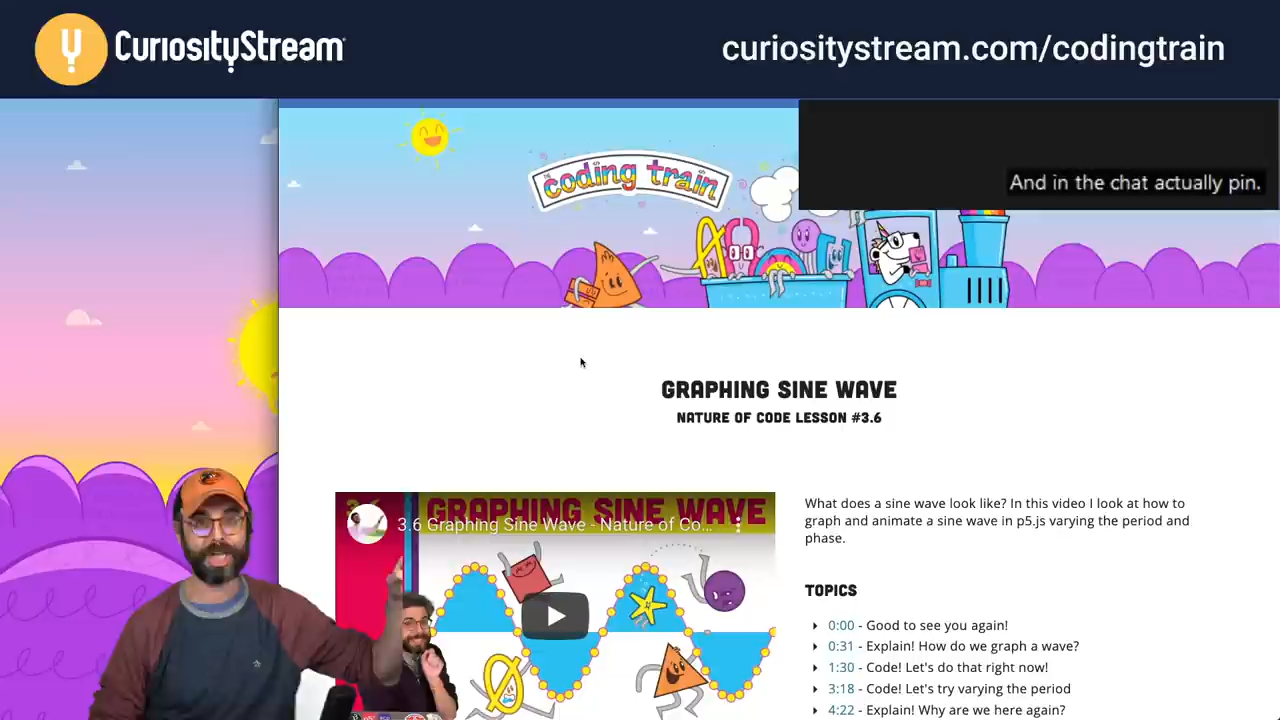 CURIOSITYSTREAM
curiositystream.com/codingtrain
And in the chat actually pin.
THE
coding train
GRAPHING SINE WAVE
NATURE OF CODE LESSON #3.6
3.6
GRAPHING SINE WAVE
3.6 Graphing Sine Wave - Nature of Co...
What does a sine wave look like? In this video I look at how to
graph and animate a sine wave in p5.js varying the period and
phase.
TOPICS
0:00 - Good to see you again!
0:31 - Explain! How do we graph a wave?
1:30 - Code! Let's do that right now!
3:18 - Code! Let's try varying the period
4:22 - Explain! Why are we here again?